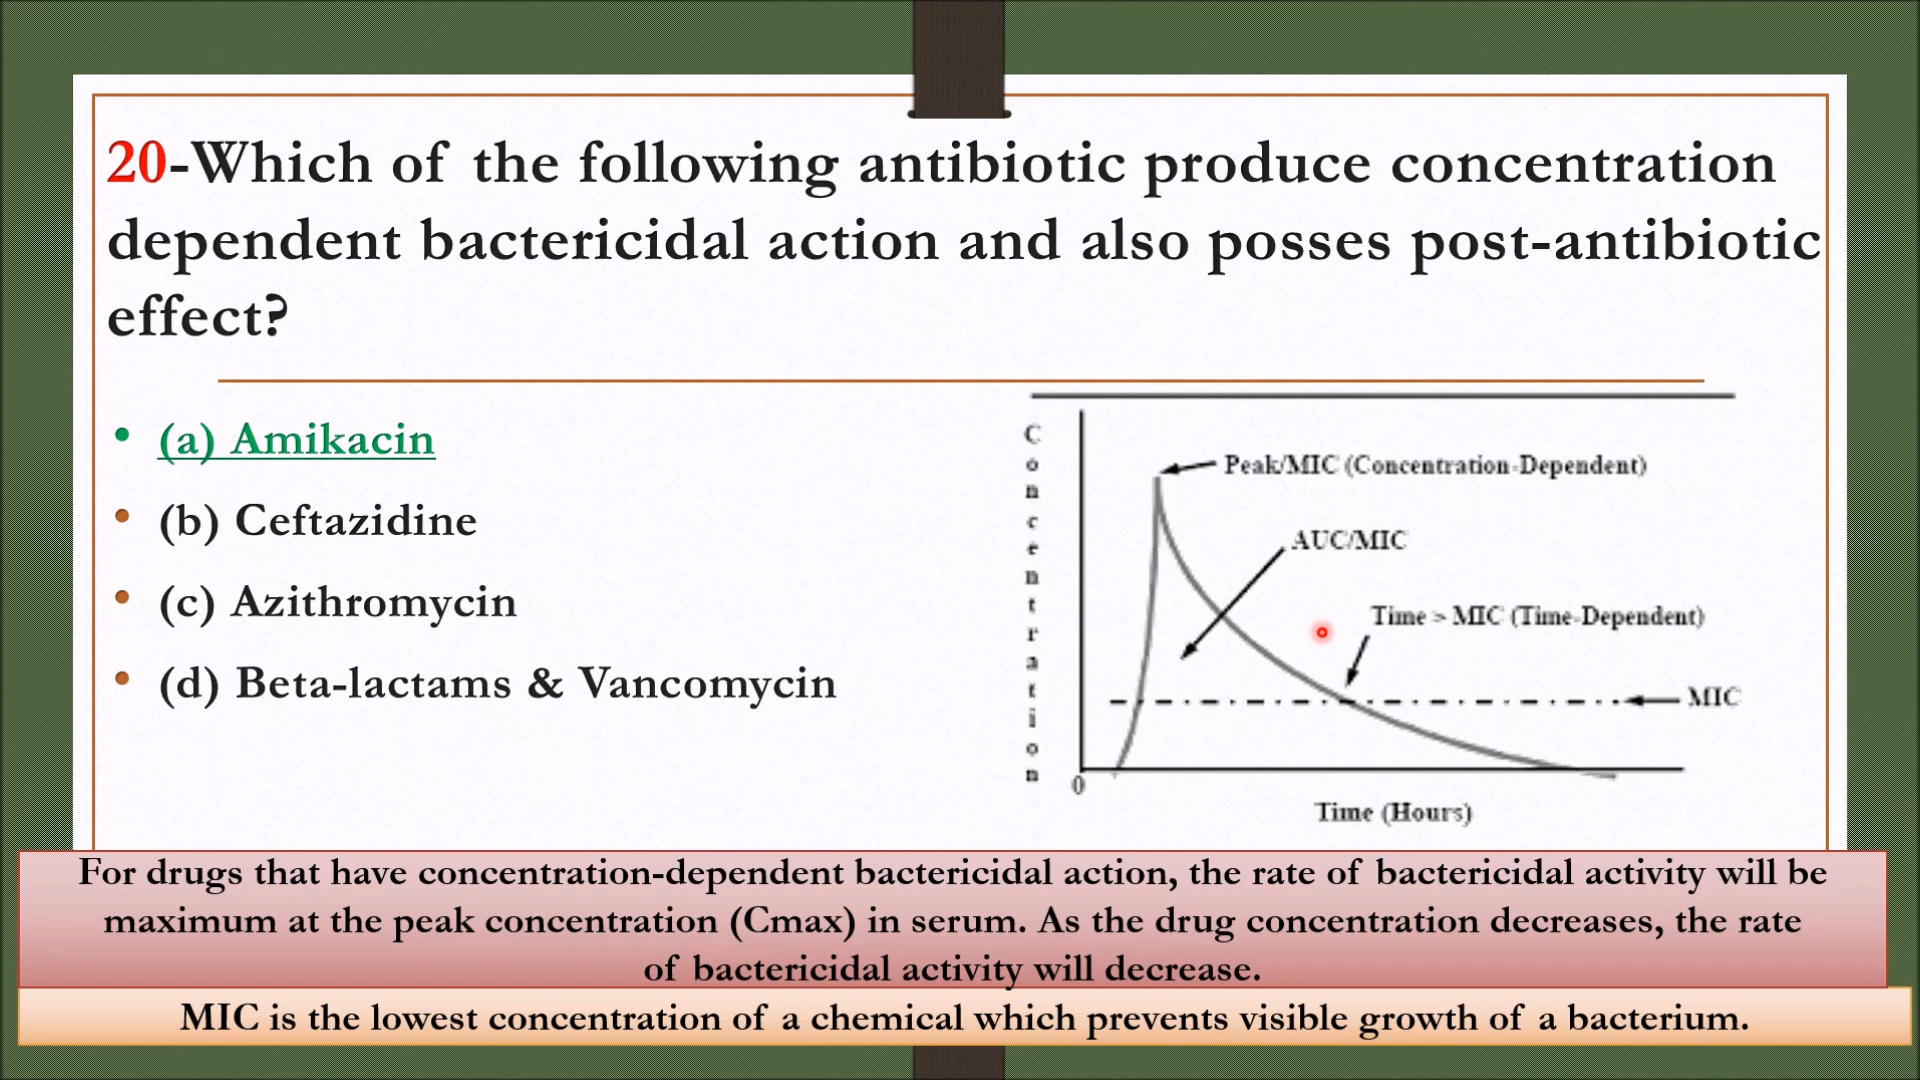 20-Which of the following antibiotic produce concentration
dependent bactericidal action and also posses post-antibiotic
effect?
• (a) Amikacin
• (b) Ceftazidine
• (c) Azithromycin
• (d) Beta-lactams & Vancomycin
Concentration
Peak/MIC (Concentration-Dependent)
AUC/MIC
Time > MIC (Time-Dependent)
MIC
0
Time (Hours)
For drugs that have concentration-dependent bactericidal action, the rate of bactericidal activity will be
maximum at the peak concentration (Cmax) in serum. As the drug concentration decreases, the rate
of bactericidal activity will decrease.
MIC is the lowest concentration of a chemical which prevents visible growth of a bacterium.